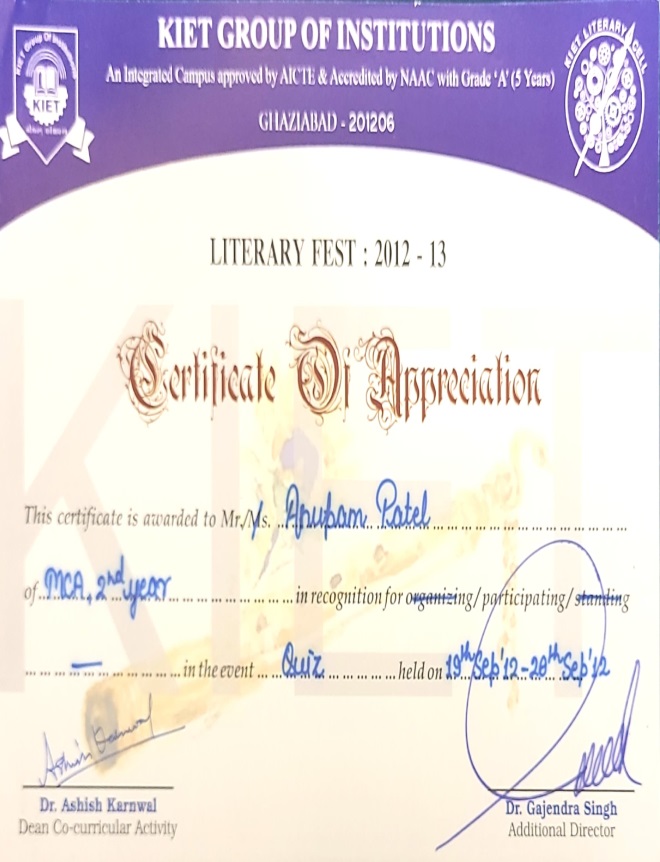 KIET GROUP OF INSTITUTIONS
An Integrated Campus approved by AICTE & Accredited by NAAC with Grade 'A' (5 Years)
GHAZIABAD - 201206
KIET Group Of Institutions
KIET
KIET LITERARY CELL
LITERARY FEST : 2012 - 13
Certificate Of Appreciation
This certificate is awarded to Mr./Ms. Anupam Patel
of MCA, 2nd year in recognition for organizing/participating/standing
— in the event Quiz held on 19th Sep'12-20th Sep'12
Ashish Karnwal
Dr. Ashish Karnwal
Dean Co-curricular Activity
Dr. Gajendra Singh
Additional Director
KIET